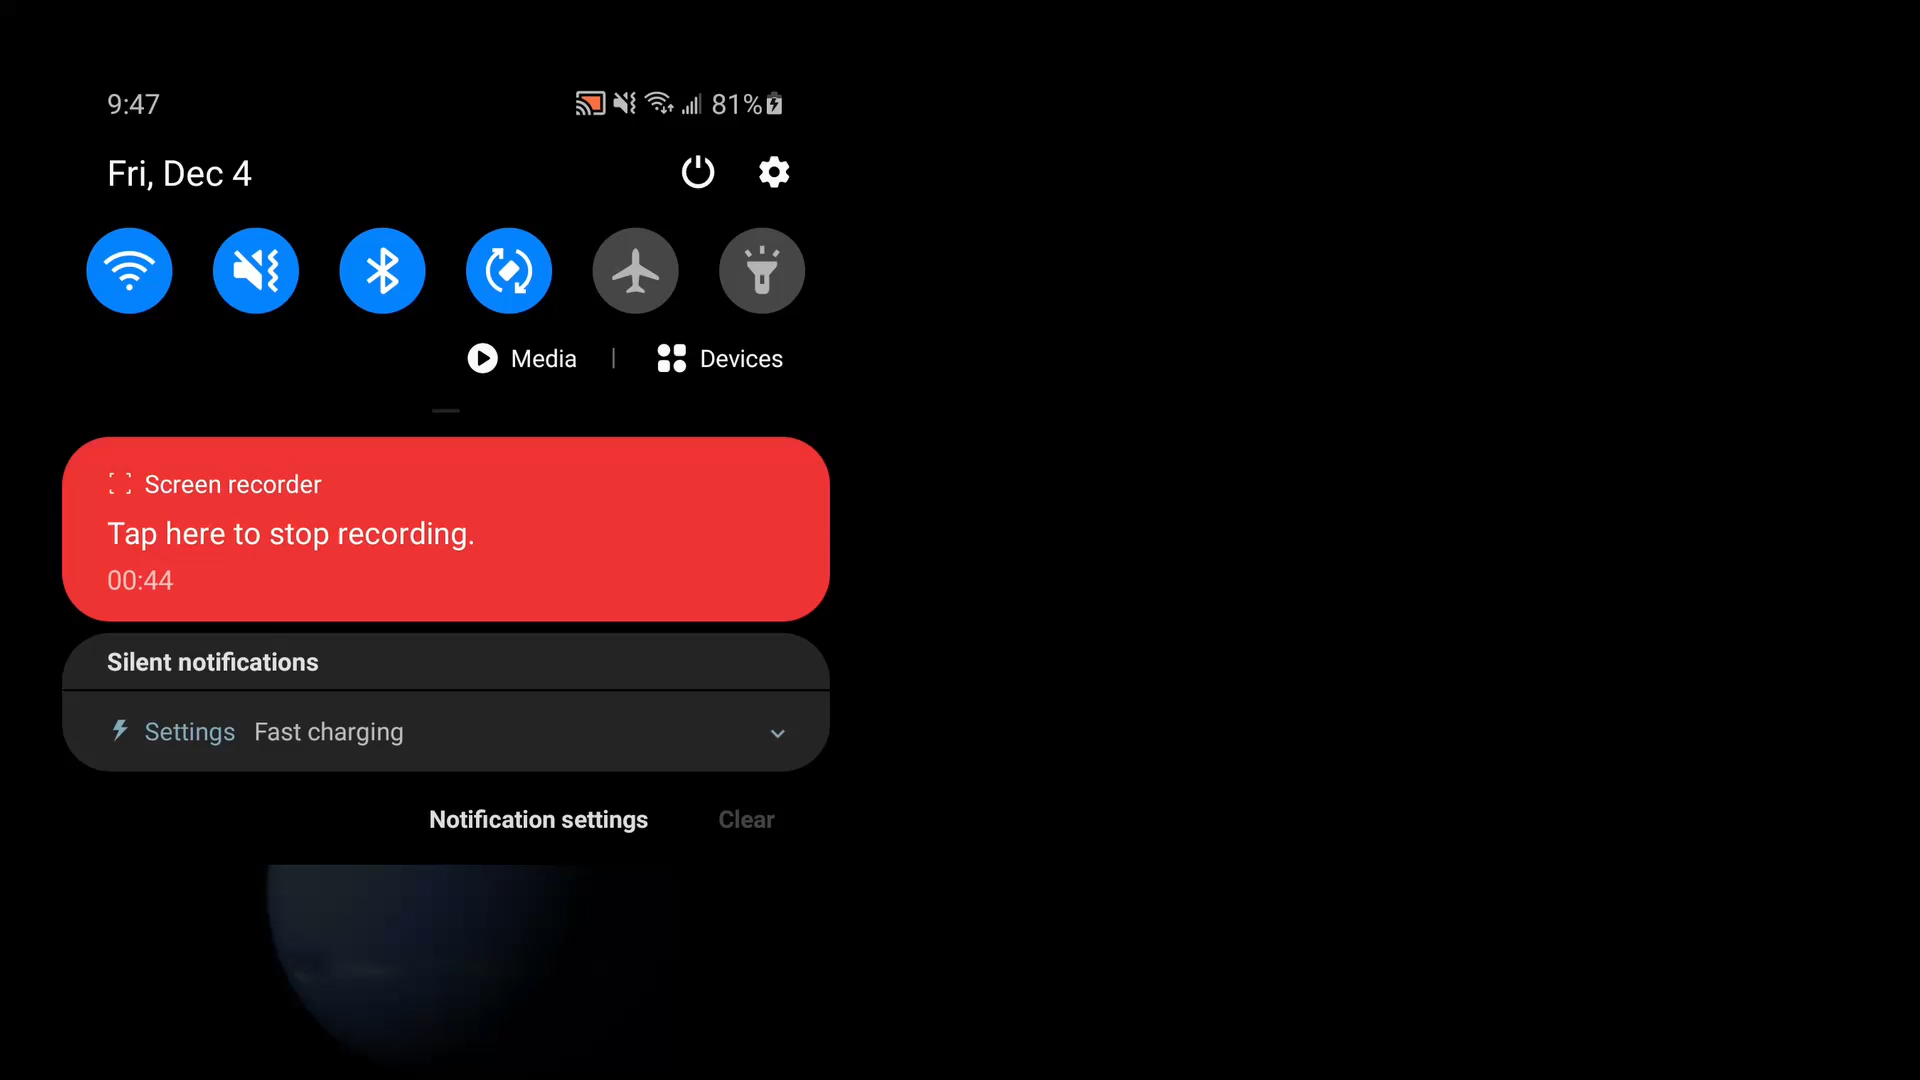 9:47 81%
Fri, Dec 4
Media | Devices
Screen recorder
Tap here to stop recording.
00:44
Silent notifications
Settings Fast charging
Notification settings Clear